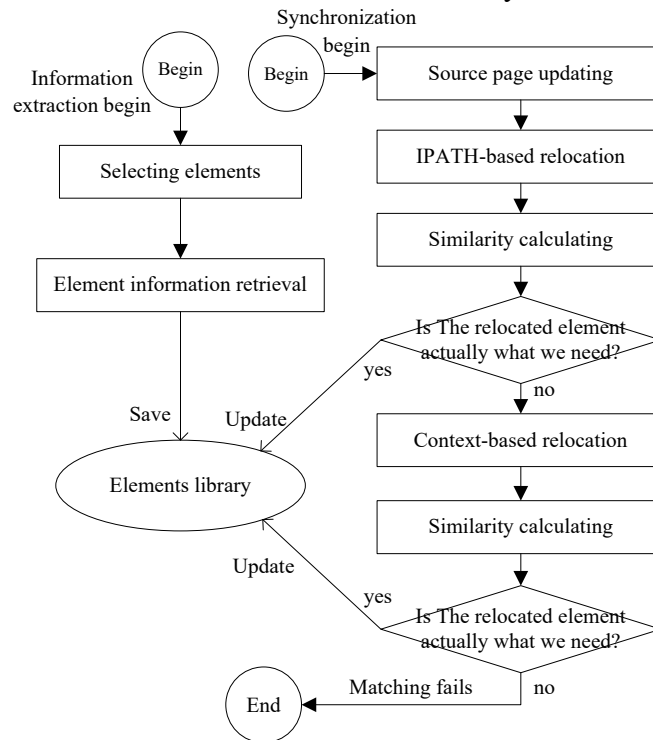 Synchronization
begin
Begin
Information
extraction begin
Selecting elements
Element information retrieval
Save
Elements library
Begin
Source page updating
IPATH-based relocation
Similarity calculating
Is The relocated element
actually what we need?
yes
Update
no
Context-based relocation
Similarity calculating
Is The relocated element
actually what we need?
yes
Update
no
Matching fails
End